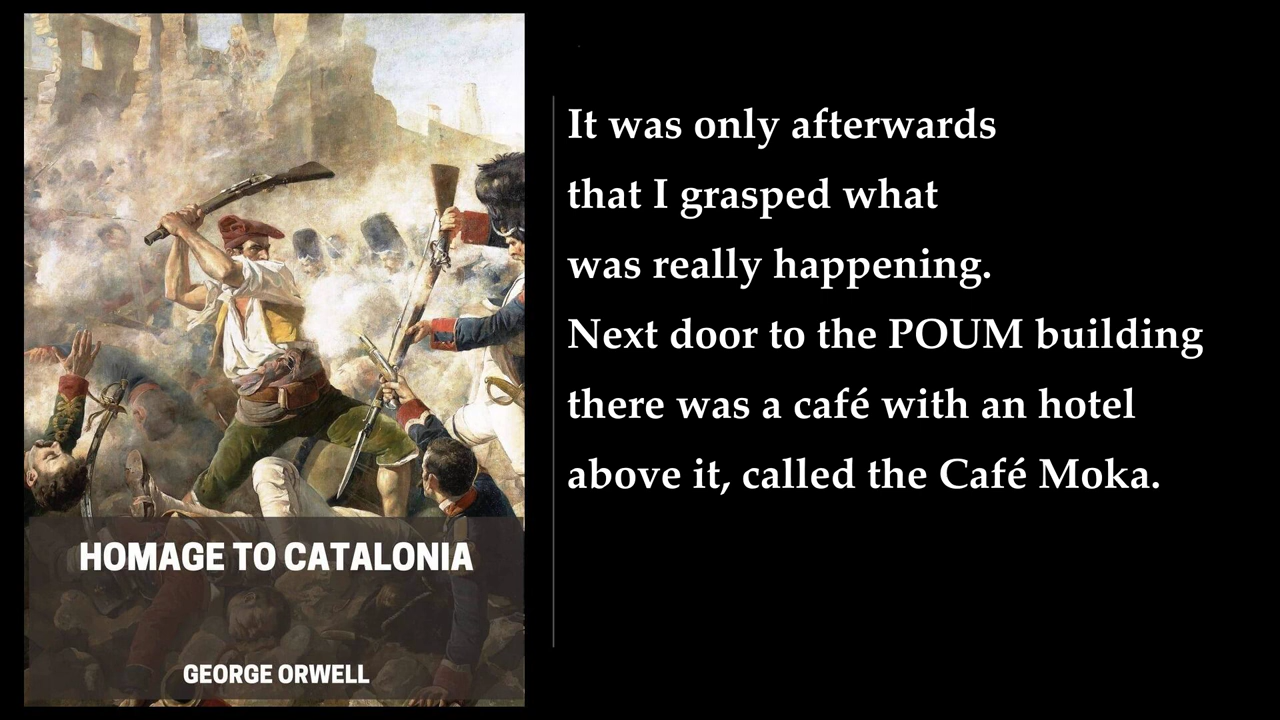 HOMAGE TO CATALONIA
GEORGE ORWELL
It was only afterwards
that I grasped what
was really happening.
Next door to the POUM building
there was a café with an hotel
above it, called the Café Moka.